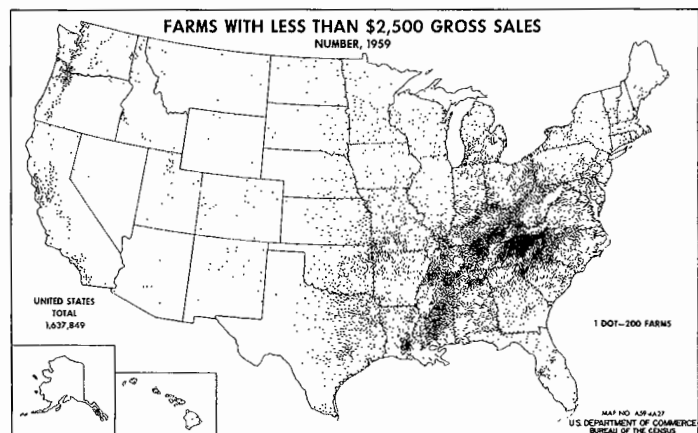 FARMS WITH LESS THAN $2,500 GROSS SALES
NUMBER, 1959
UNITED STATES
TOTAL
1,637,849
1 DOT—200 FARMS
MAP NO. A59-4A27
U.S. DEPARTMENT OF COMMERCE
BUREAU OF THE CENSUS